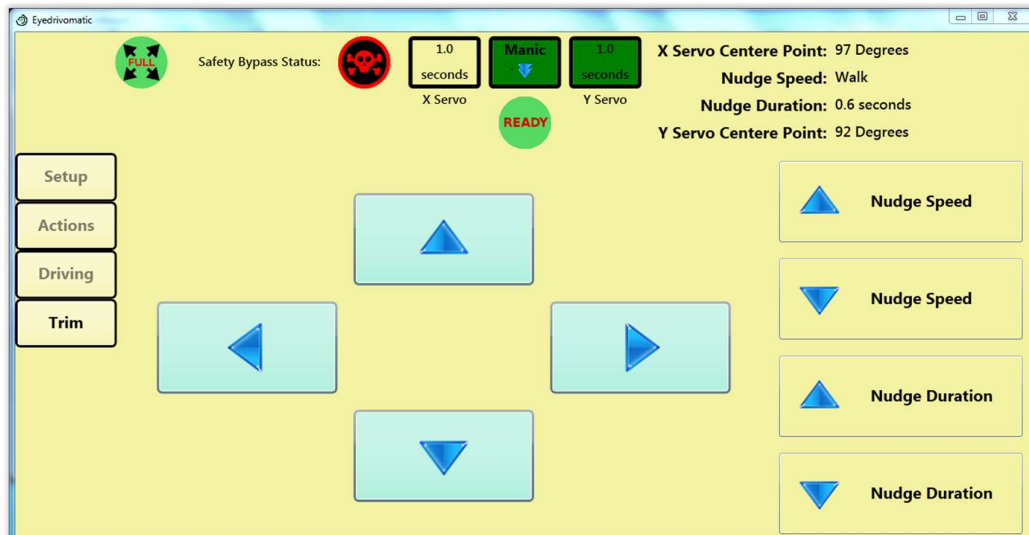 Eyedrivomatic
FULL
Safety Bypass Status:
1.0
seconds
X Servo
Manic
1.0
seconds
Y Servo
READY
X Servo Centere Point: 97 Degrees
Nudge Speed: Walk
Nudge Duration: 0.6 seconds
Y Servo Centere Point: 92 Degrees
Setup
Actions
Driving
Trim
Nudge Speed
Nudge Speed
Nudge Duration
Nudge Duration